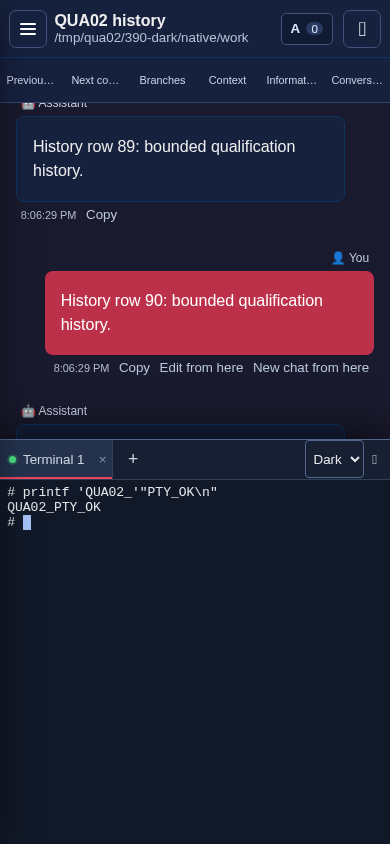 QUA02 history
/tmp/qua02/390-dark/native/work
A 0
Previou… Next co… Branches Context Informat… Convers…
Assistant
History row 89: bounded qualification
history.
8:06:29 PM Copy
You
History row 90: bounded qualification
history.
8:06:29 PM Copy Edit from here New chat from here
Assistant
Terminal 1 × + Dark
# printf 'QUA02_'"PTY_OK\n"
QUA02_PTY_OK
#